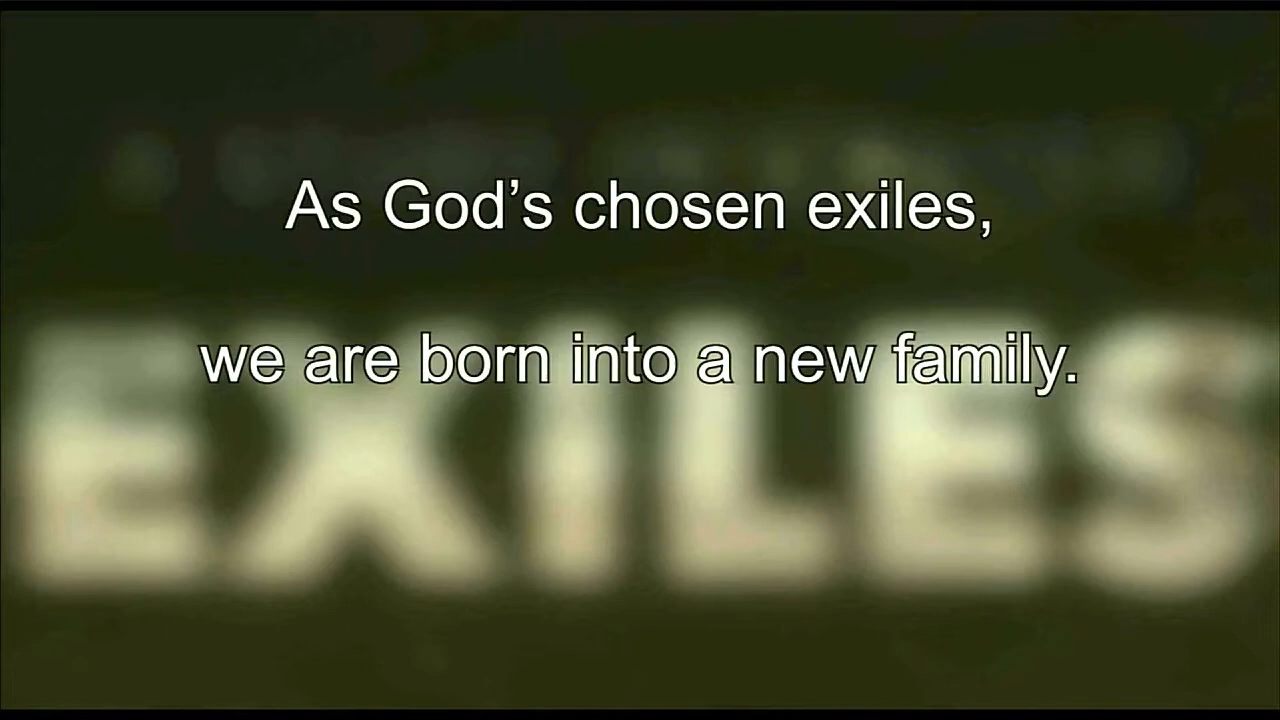 As God’s chosen exiles,
we are born into a new family.
EXILES